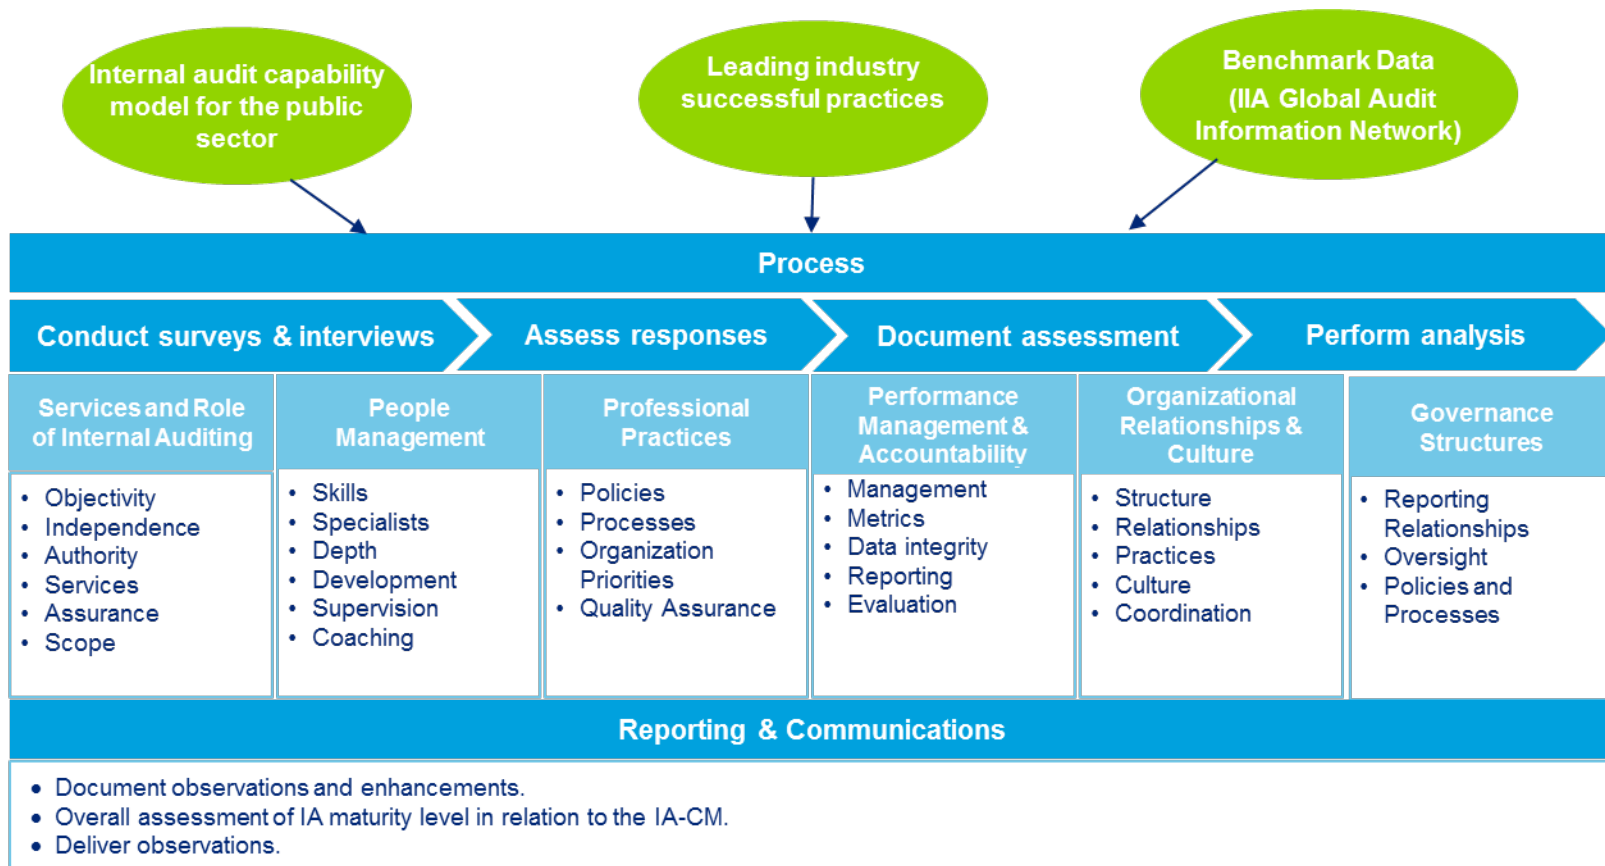 Internal audit capability
model for the public
sector
Leading industry
successful practices
Benchmark Data
(IIA Global Audit
Information Network)
Process
Conduct surveys & interviews
Assess responses
Document assessment
Perform analysis
Services and Role
of Internal Auditing
• Objectivity
• Independence
• Authority
• Services
• Assurance
• Scope
People
Management
• Skills
• Specialists
• Depth
• Development
• Supervision
• Coaching
Professional
Practices
• Policies
• Processes
• Organization
Priorities
• Quality Assurance
Performance
Management &
Accountability
• Management
• Metrics
• Data integrity
• Reporting
• Evaluation
Organizational
Relationships &
Culture
• Structure
• Relationships
• Practices
• Culture
• Coordination
Governance
Structures
• Reporting
Relationships
• Oversight
• Policies and
Processes
Reporting & Communications
• Document observations and enhancements.
• Overall assessment of IA maturity level in relation to the IA-CM.
• Deliver observations.